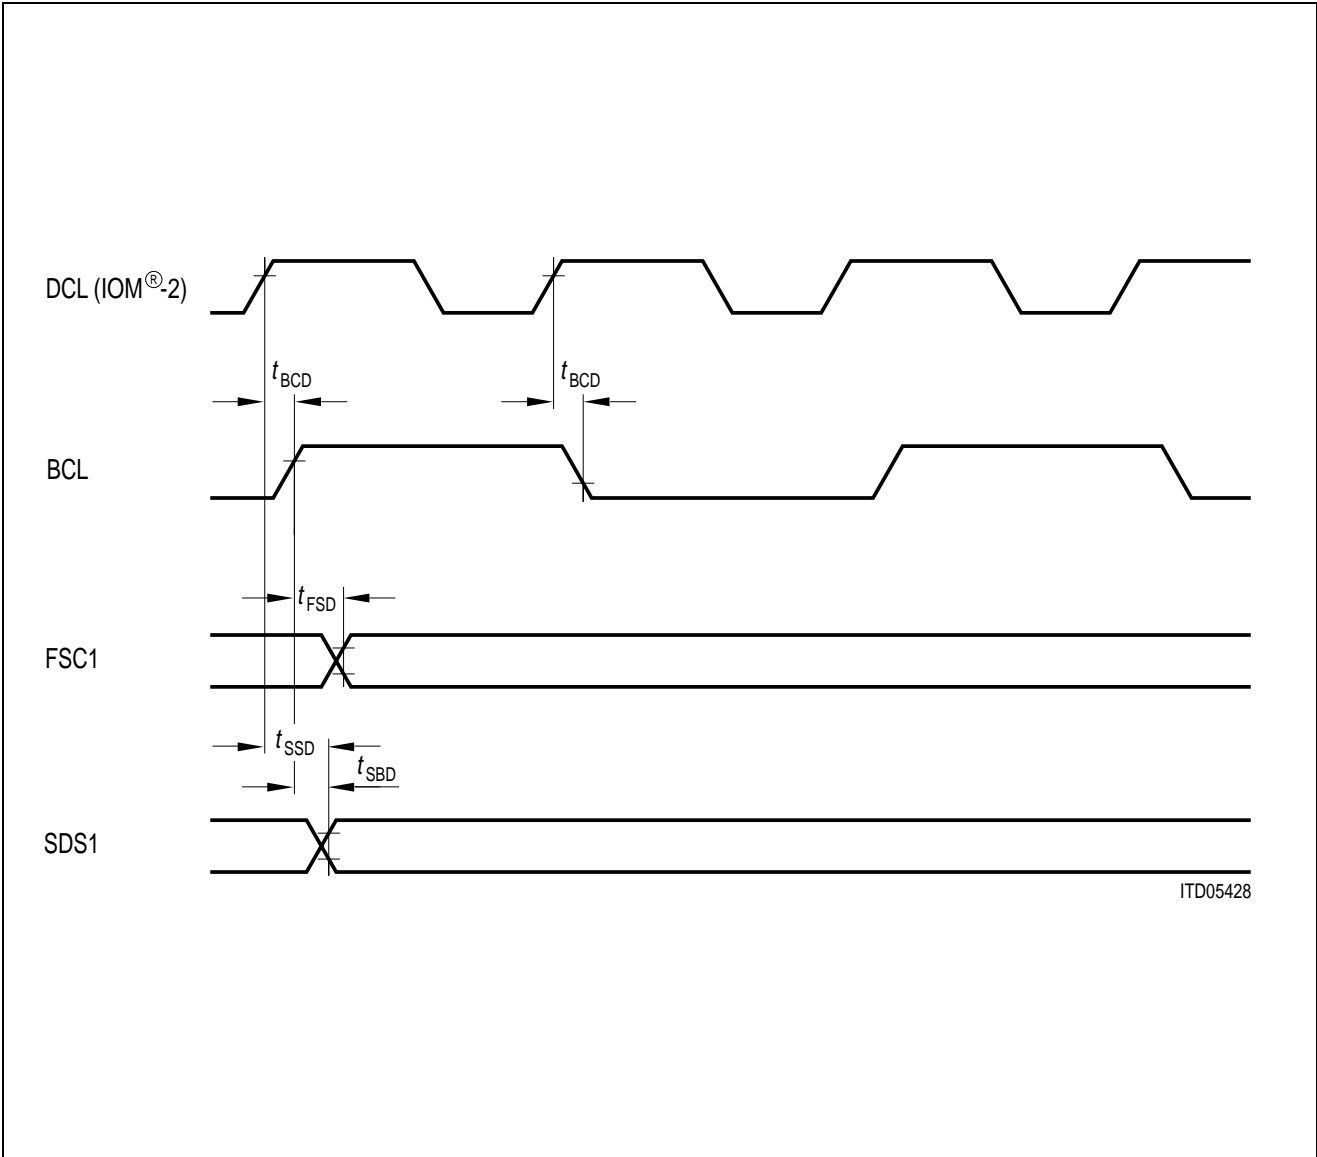 DCL (IOM®-2)
tBCD tBCD
BCL
tFSD
FSC1
tSSD
tSBD
SDS1
ITD05428